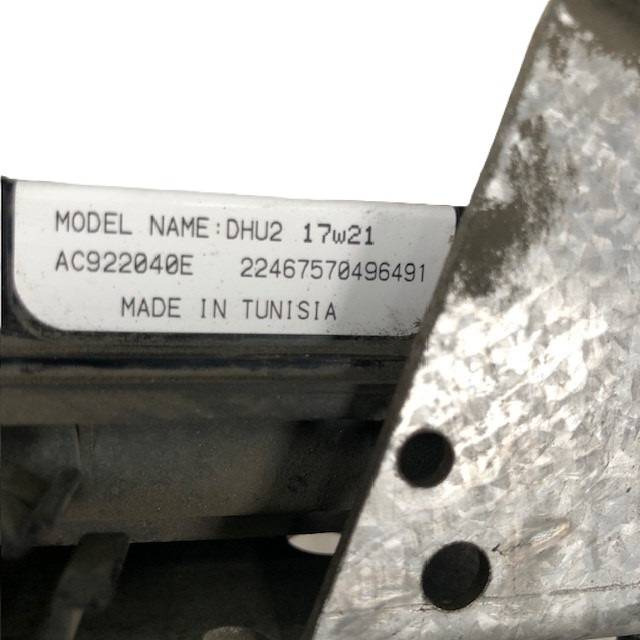 MODEL NAME:DHU2 17w21
AC922040E 22467570496491
MADE IN TUNISIA